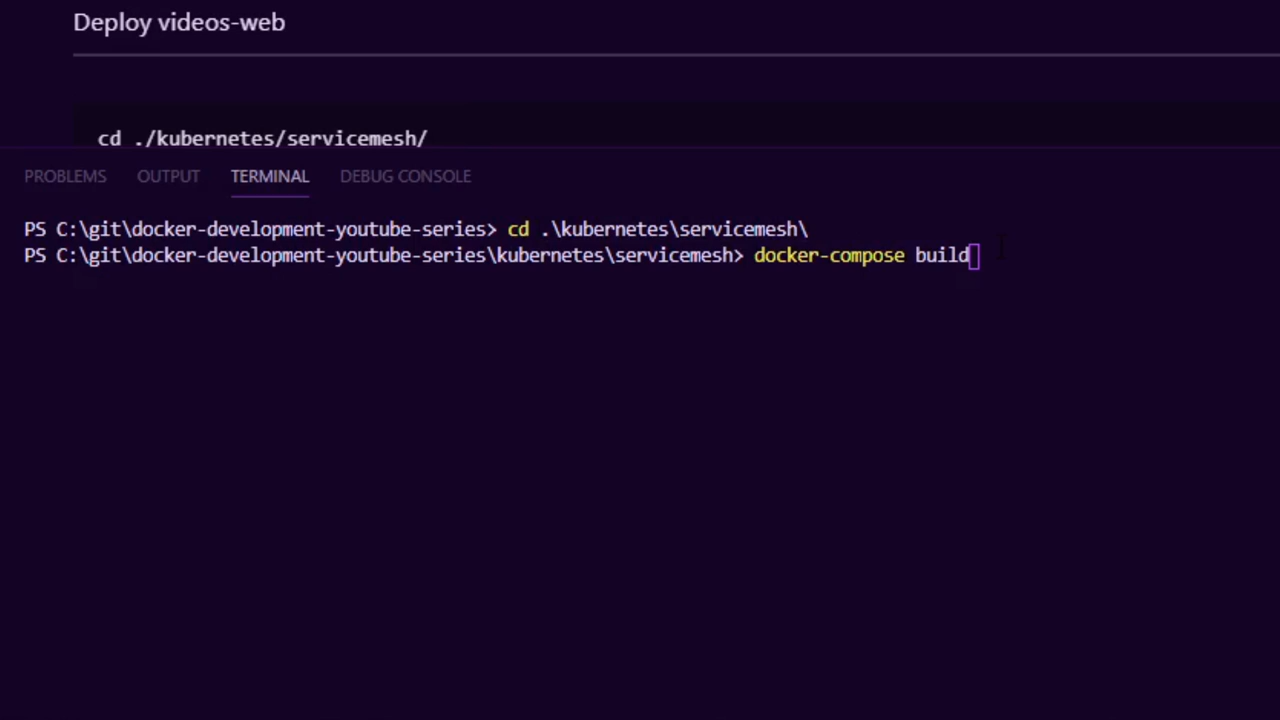 Deploy videos-web
cd ./kubernetes/servicemesh/
PROBLEMS OUTPUT TERMINAL DEBUG CONSOLE
PS C:\git\docker-development-youtube-series> cd .\kubernetes\servicemesh\
PS C:\git\docker-development-youtube-series\kubernetes\servicemesh> docker-compose build